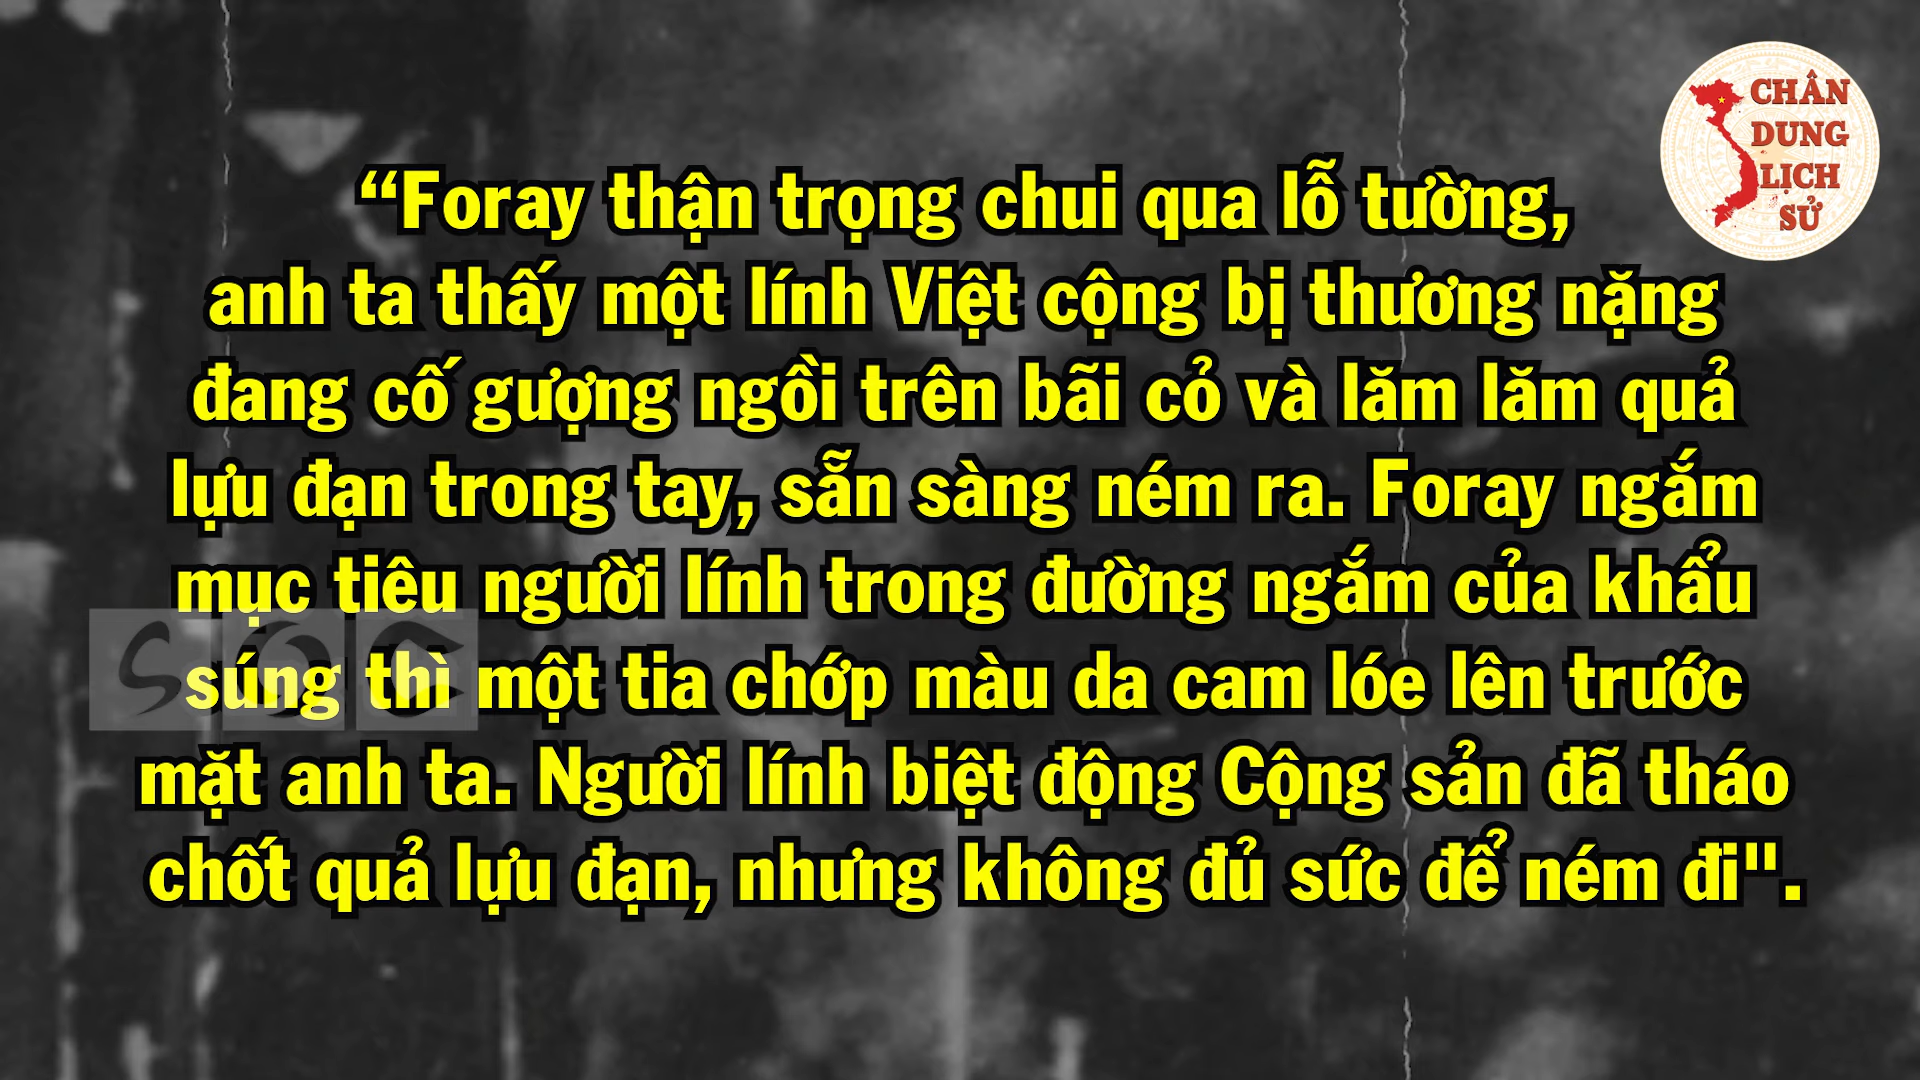 CHÂN
DUNG
LỊCH
SỬ
“Foray thận trọng chui qua lỗ tường,
anh ta thấy một lính Việt cộng bị thương nặng
đang cố gượng ngồi trên bãi cỏ và lăm lăm quả
lựu đạn trong tay, sẵn sàng ném ra. Foray ngắm
mục tiêu người lính trong đường ngắm của khẩu
súng thì một tia chớp màu da cam lóe lên trước
mặt anh ta. Người lính biệt động Cộng sản đã tháo
chốt quả lựu đạn, nhưng không đủ sức để ném đi".